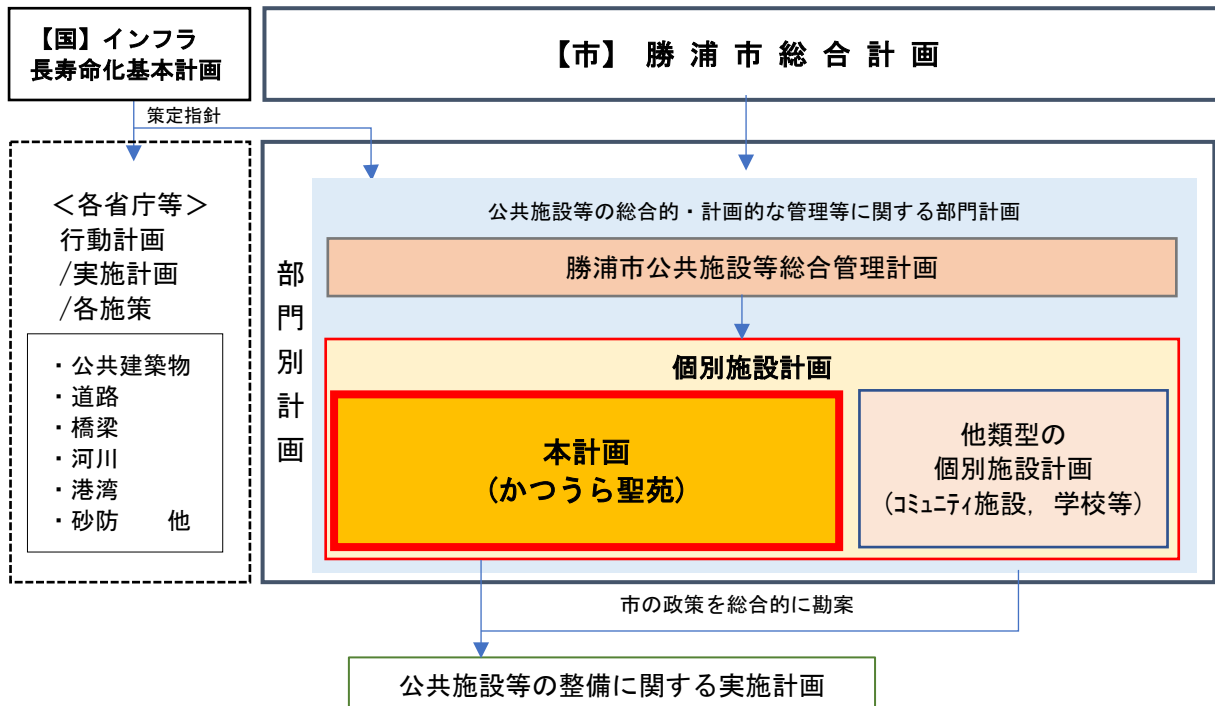 【国】インフラ
長寿命化基本計画
【市】 勝 浦 市 総 合 計 画
策定指針
＜各省庁等＞
行動計画
/実施計画
/各施策
・公共建築物
・道路
・橋梁
・河川
・港湾
・砂防　　他
部門別計画
公共施設等の総合的・計画的な管理等に関する部門計画
勝浦市公共施設等総合管理計画
個別施設計画
本計画
(かつうら聖苑)
他類型の
個別施設計画
(ｺﾐｭﾆﾃｨ施設，学校等)
市の政策を総合的に勘案
公共施設等の整備に関する実施計画